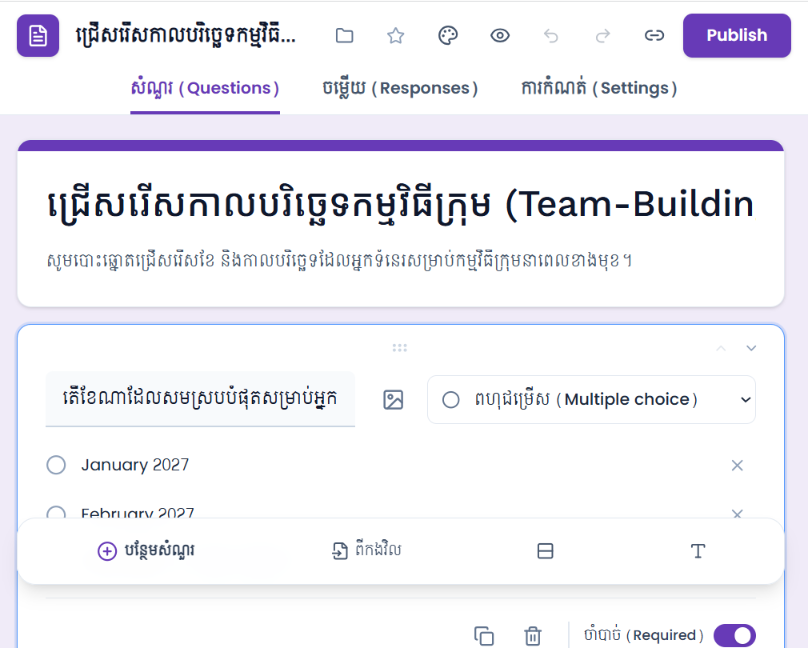 ជ្រើសរើសកាលបរិច្ឆេទកម្មវិធី...
Publish
សំណួរ (Questions)
ចម្លើយ (Responses)
ការកំណត់ (Settings)
ជ្រើសរើសកាលបរិច្ឆេទកម្មវិធីក្រុម (Team-Buildin
សូមបោះឆ្នោតជ្រើសរើសខែ និងកាលបរិច្ឆេទដែលអ្នកទំនេរសម្រាប់កម្មវិធីក្រុមនាពេលខាងមុខ។
តើខែណាដែលសមស្របបំផុតសម្រាប់អ្នក
ពហុជម្រើស (Multiple choice)
January 2027
February 2027
បន្ថែមសំណួរ
ពីកងវិល
ចាំបាច់ (Required)